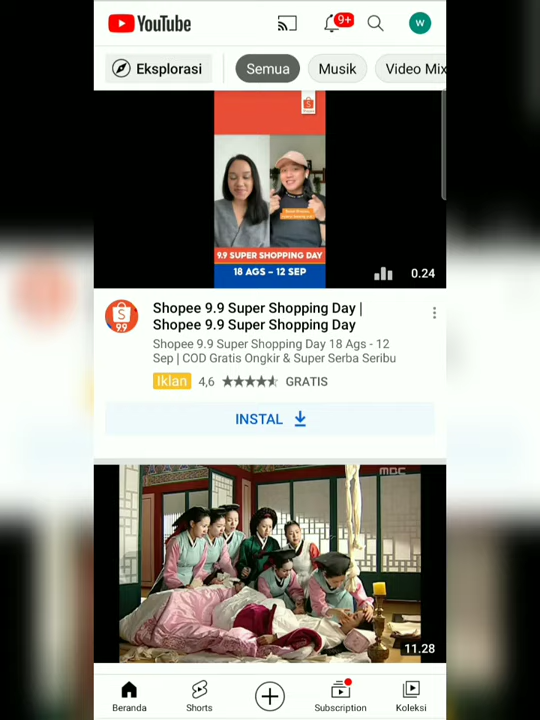 YouTube
9+
W
Eksplorasi
Semua
Musik
Video Mix
9.9 SUPER SHOPPING DAY
18 AGS – 12 SEP
0.24
Shopee 9.9 Super Shopping Day |
Shopee 9.9 Super Shopping Day
Shopee 9.9 Super Shopping Day 18 Ags - 12
Sep | COD Gratis Ongkir & Super Serba Seribu
Iklan 4,6 GRATIS
INSTAL
S
9.9
MBC
11.28
Beranda
Shorts
Subscription
Koleksi